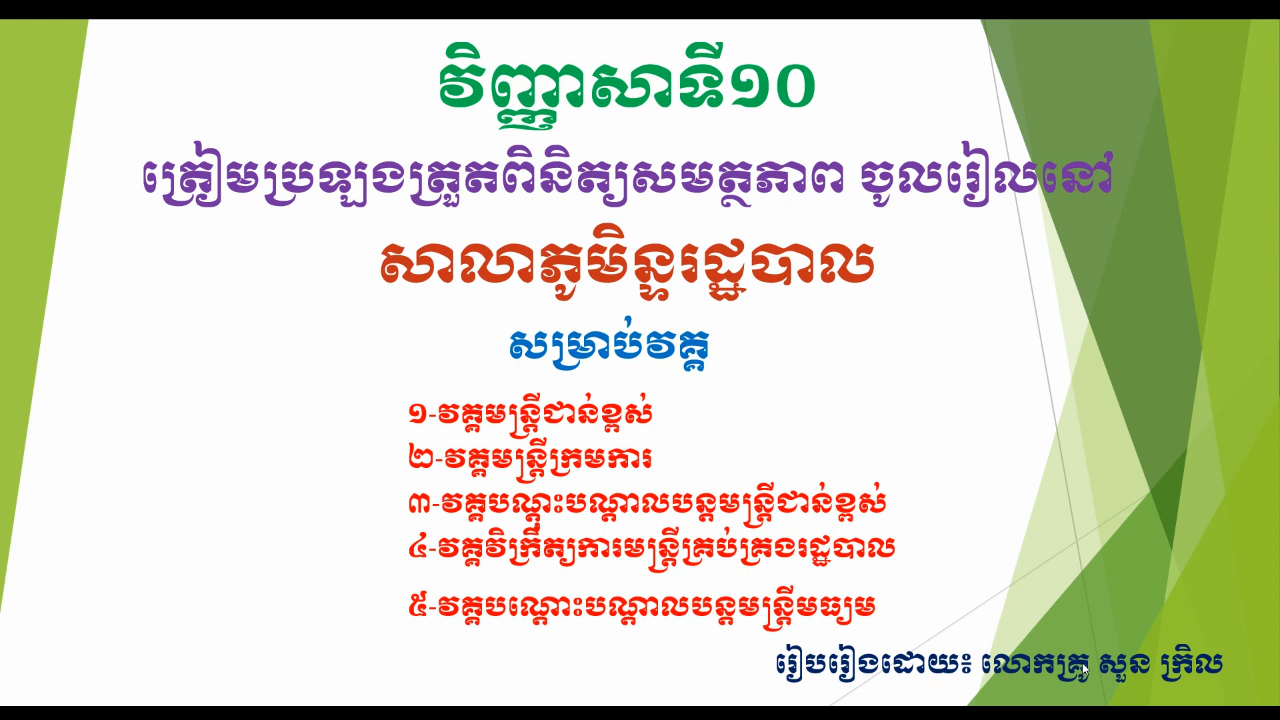 វិញ្ញាសាទី១០
ត្រៀមប្រឡងត្រួតពិនិត្យសមត្ថភាព ចូលរៀននៅ
សាលាភូមិន្ទរដ្ឋបាល
សម្រាប់វគ្គ
១-វគ្គមន្ត្រីជាន់ខ្ពស់
២-វគ្គមន្ត្រីក្រមការ
៣-វគ្គបណ្តុះបណ្តាលបន្តមន្ត្រីជាន់ខ្ពស់
៤-វគ្គវិក្រឹត្យការមន្ត្រីគ្រប់គ្រងរដ្ឋបាល
៥-វគ្គបណ្តោះបណ្តាលបន្តមន្ត្រីមធ្យម
រៀបរៀងដោយ៖ លោកគ្រូ សួន ក្រិល